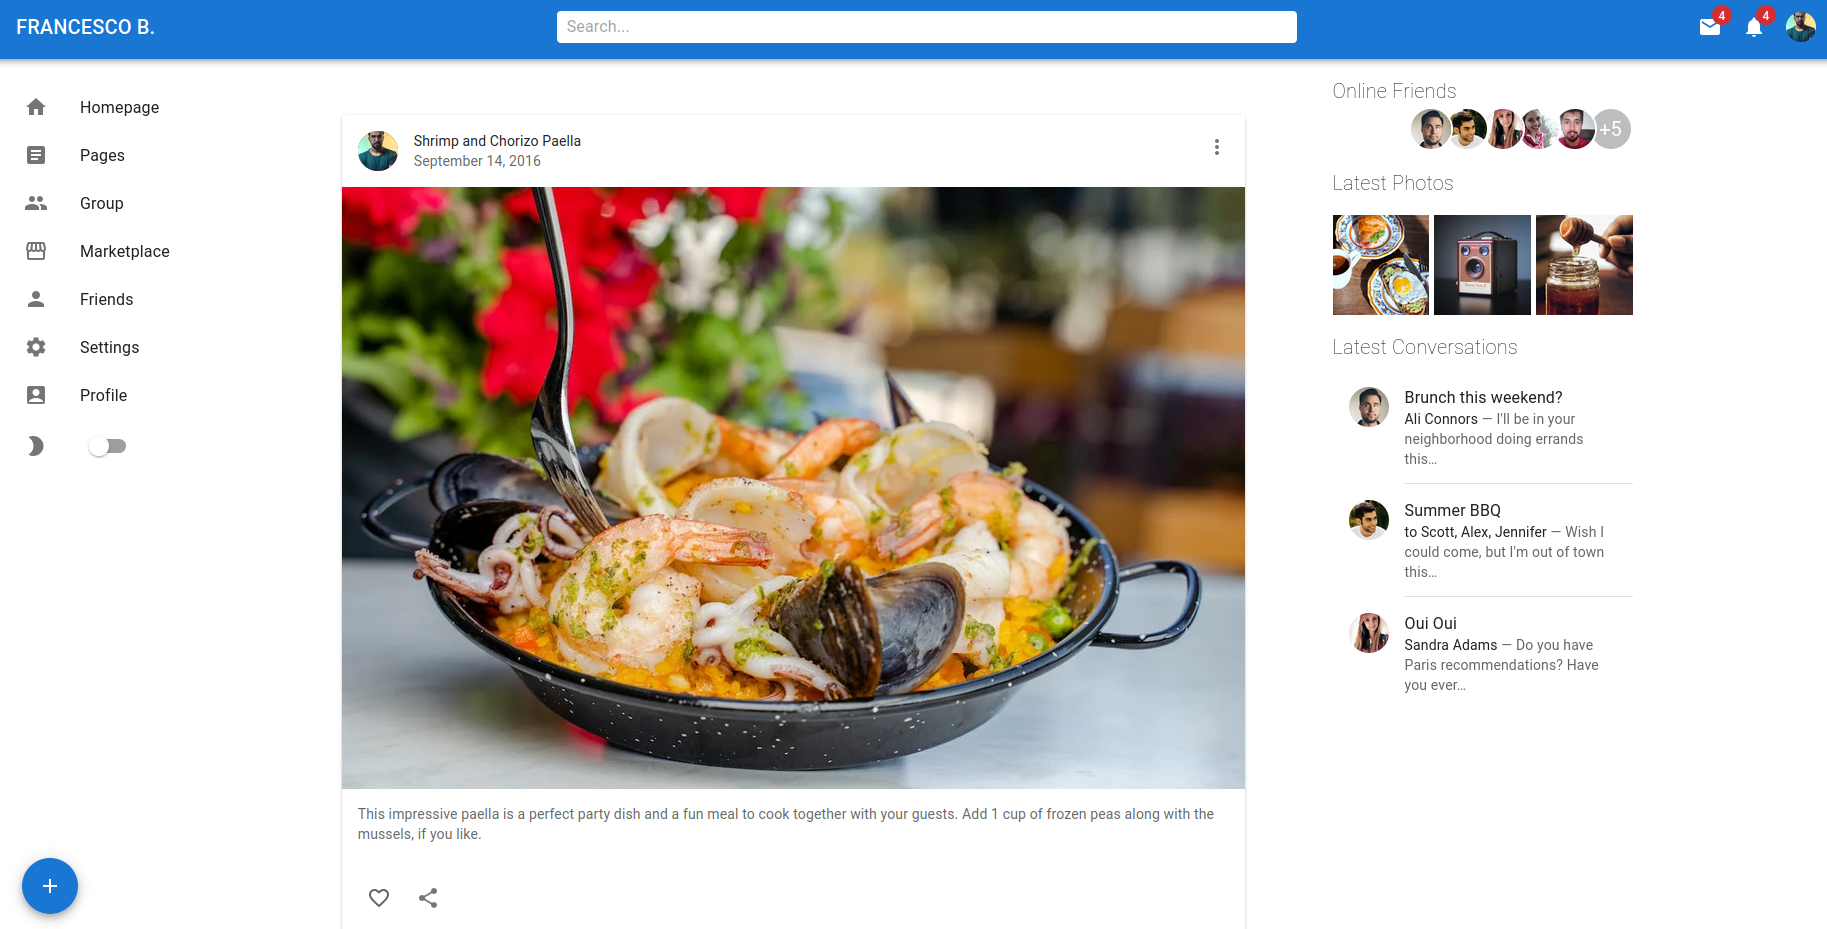 FRANCESCO B.
Search...
4
4
Homepage
Pages
Group
Marketplace
Friends
Settings
Profile
Shrimp and Chorizo Paella
September 14, 2016
This impressive paella is a perfect party dish and a fun meal to cook together with your guests. Add 1 cup of frozen peas along with the
mussels, if you like.
Online Friends
+5
Latest Photos
Latest Conversations
Brunch this weekend?
Ali Connors — I'll be in your
neighborhood doing errands
this…
Summer BBQ
to Scott, Alex, Jennifer — Wish I
could come, but I'm out of town
this…
Oui Oui
Sandra Adams — Do you have
Paris recommendations? Have
you ever…